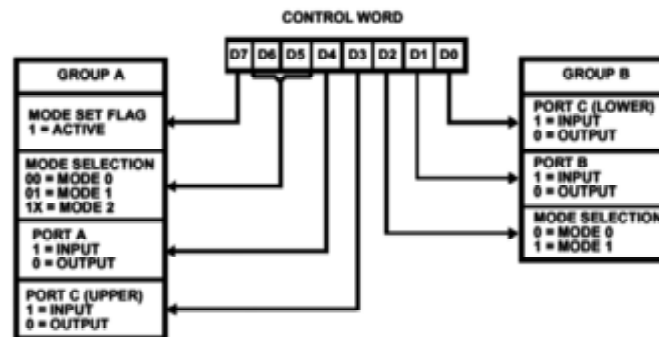 CONTROL WORD
D7 D6 D5 D4 D3 D2 D1 D0
GROUP A
MODE SET FLAG
1 = ACTIVE
MODE SELECTION
00 = MODE 0
01 = MODE 1
1X = MODE 2
PORT A
1 = INPUT
0 = OUTPUT
PORT C (UPPER)
1 = INPUT
0 = OUTPUT
GROUP B
PORT C (LOWER)
1 = INPUT
0 = OUTPUT
PORT B
1 = INPUT
0 = OUTPUT
MODE SELECTION
0 = MODE 0
1 = MODE 1